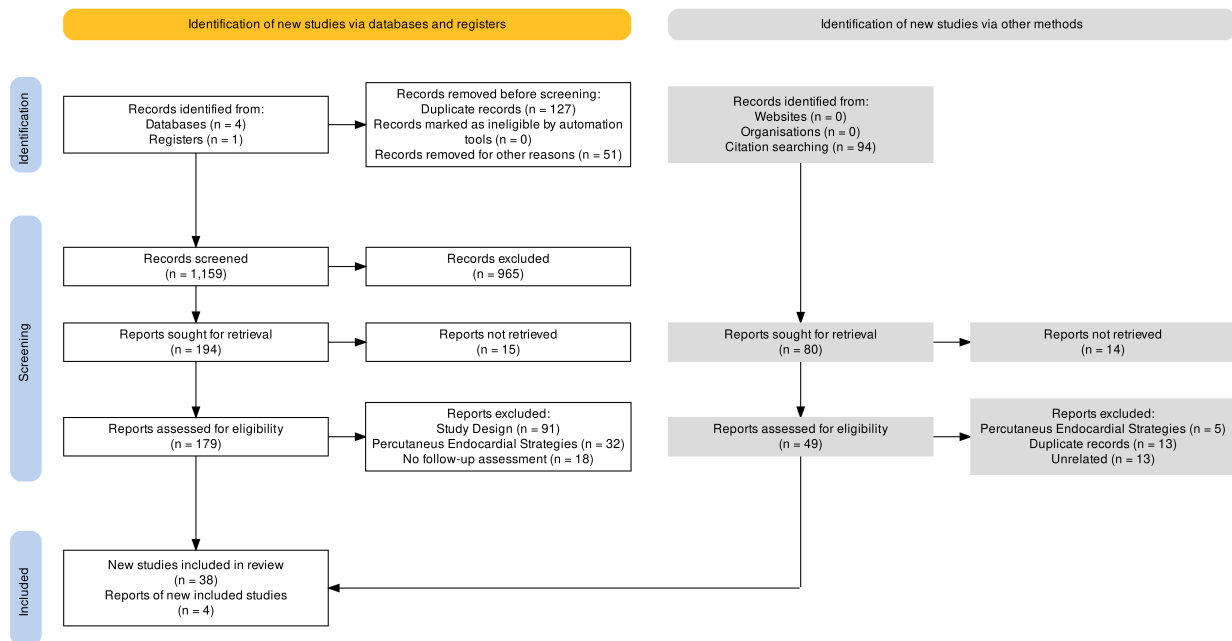 Identification of new studies via databases and registers
Identification of new studies via other methods
Identification
Records identified from:
Databases (n = 4)
Registers (n = 1)
Records removed before screening:
Duplicate records (n = 127)
Records marked as ineligible by automation
tools (n = 0)
Records removed for other reasons (n = 51)
Records identified from:
Websites (n = 0)
Organisations (n = 0)
Citation searching (n = 94)
Screening
Records screened
(n = 1,159)
Records excluded
(n = 965)
Reports sought for retrieval
(n = 194)
Reports not retrieved
(n = 15)
Reports sought for retrieval
(n = 80)
Reports not retrieved
(n = 14)
Reports assessed for eligibility
(n = 179)
Reports excluded:
Study Design (n = 91)
Percutaneus Endocardial Strategies (n = 32)
No follow-up assessment (n = 18)
Reports assessed for eligibility
(n = 49)
Reports excluded:
Percutaneus Endocardial Strategies (n = 5)
Duplicate records (n = 13)
Unrelated (n = 13)
Included
New studies included in review
(n = 38)
Reports of new included studies
(n = 4)